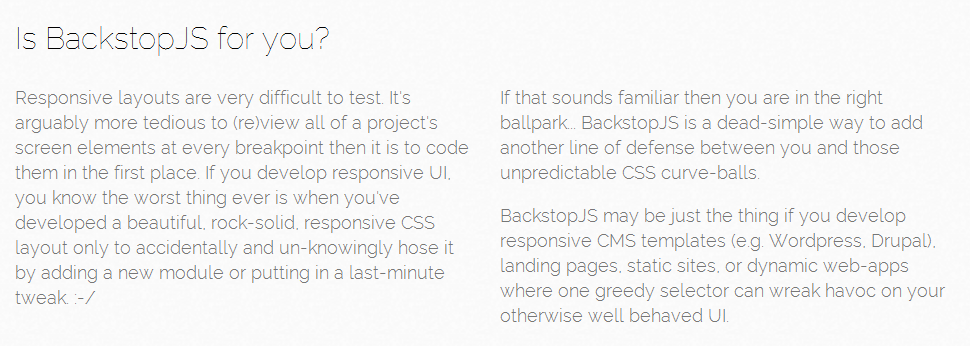 Is BackstopJS for you?
Responsive layouts are very difficult to test. It's
arguably more tedious to (re)view all of a project's
screen elements at every breakpoint then it is to code
them in the first place. If you develop responsive UI,
you know the worst thing ever is when you've
developed a beautiful, rock-solid, responsive CSS
layout only to accidentally and un-knowingly hose it
by adding a new module or putting in a last-minute
tweak. :-/
If that sounds familiar then you are in the right
ballpark... BackstopJS is a dead-simple way to add
another line of defense between you and those
unpredictable CSS curve-balls.
BackstopJS may be just the thing if you develop
responsive CMS templates (e.g. Wordpress, Drupal),
landing pages, static sites, or dynamic web-apps
where one greedy selector can wreak havoc on your
otherwise well behaved UI.